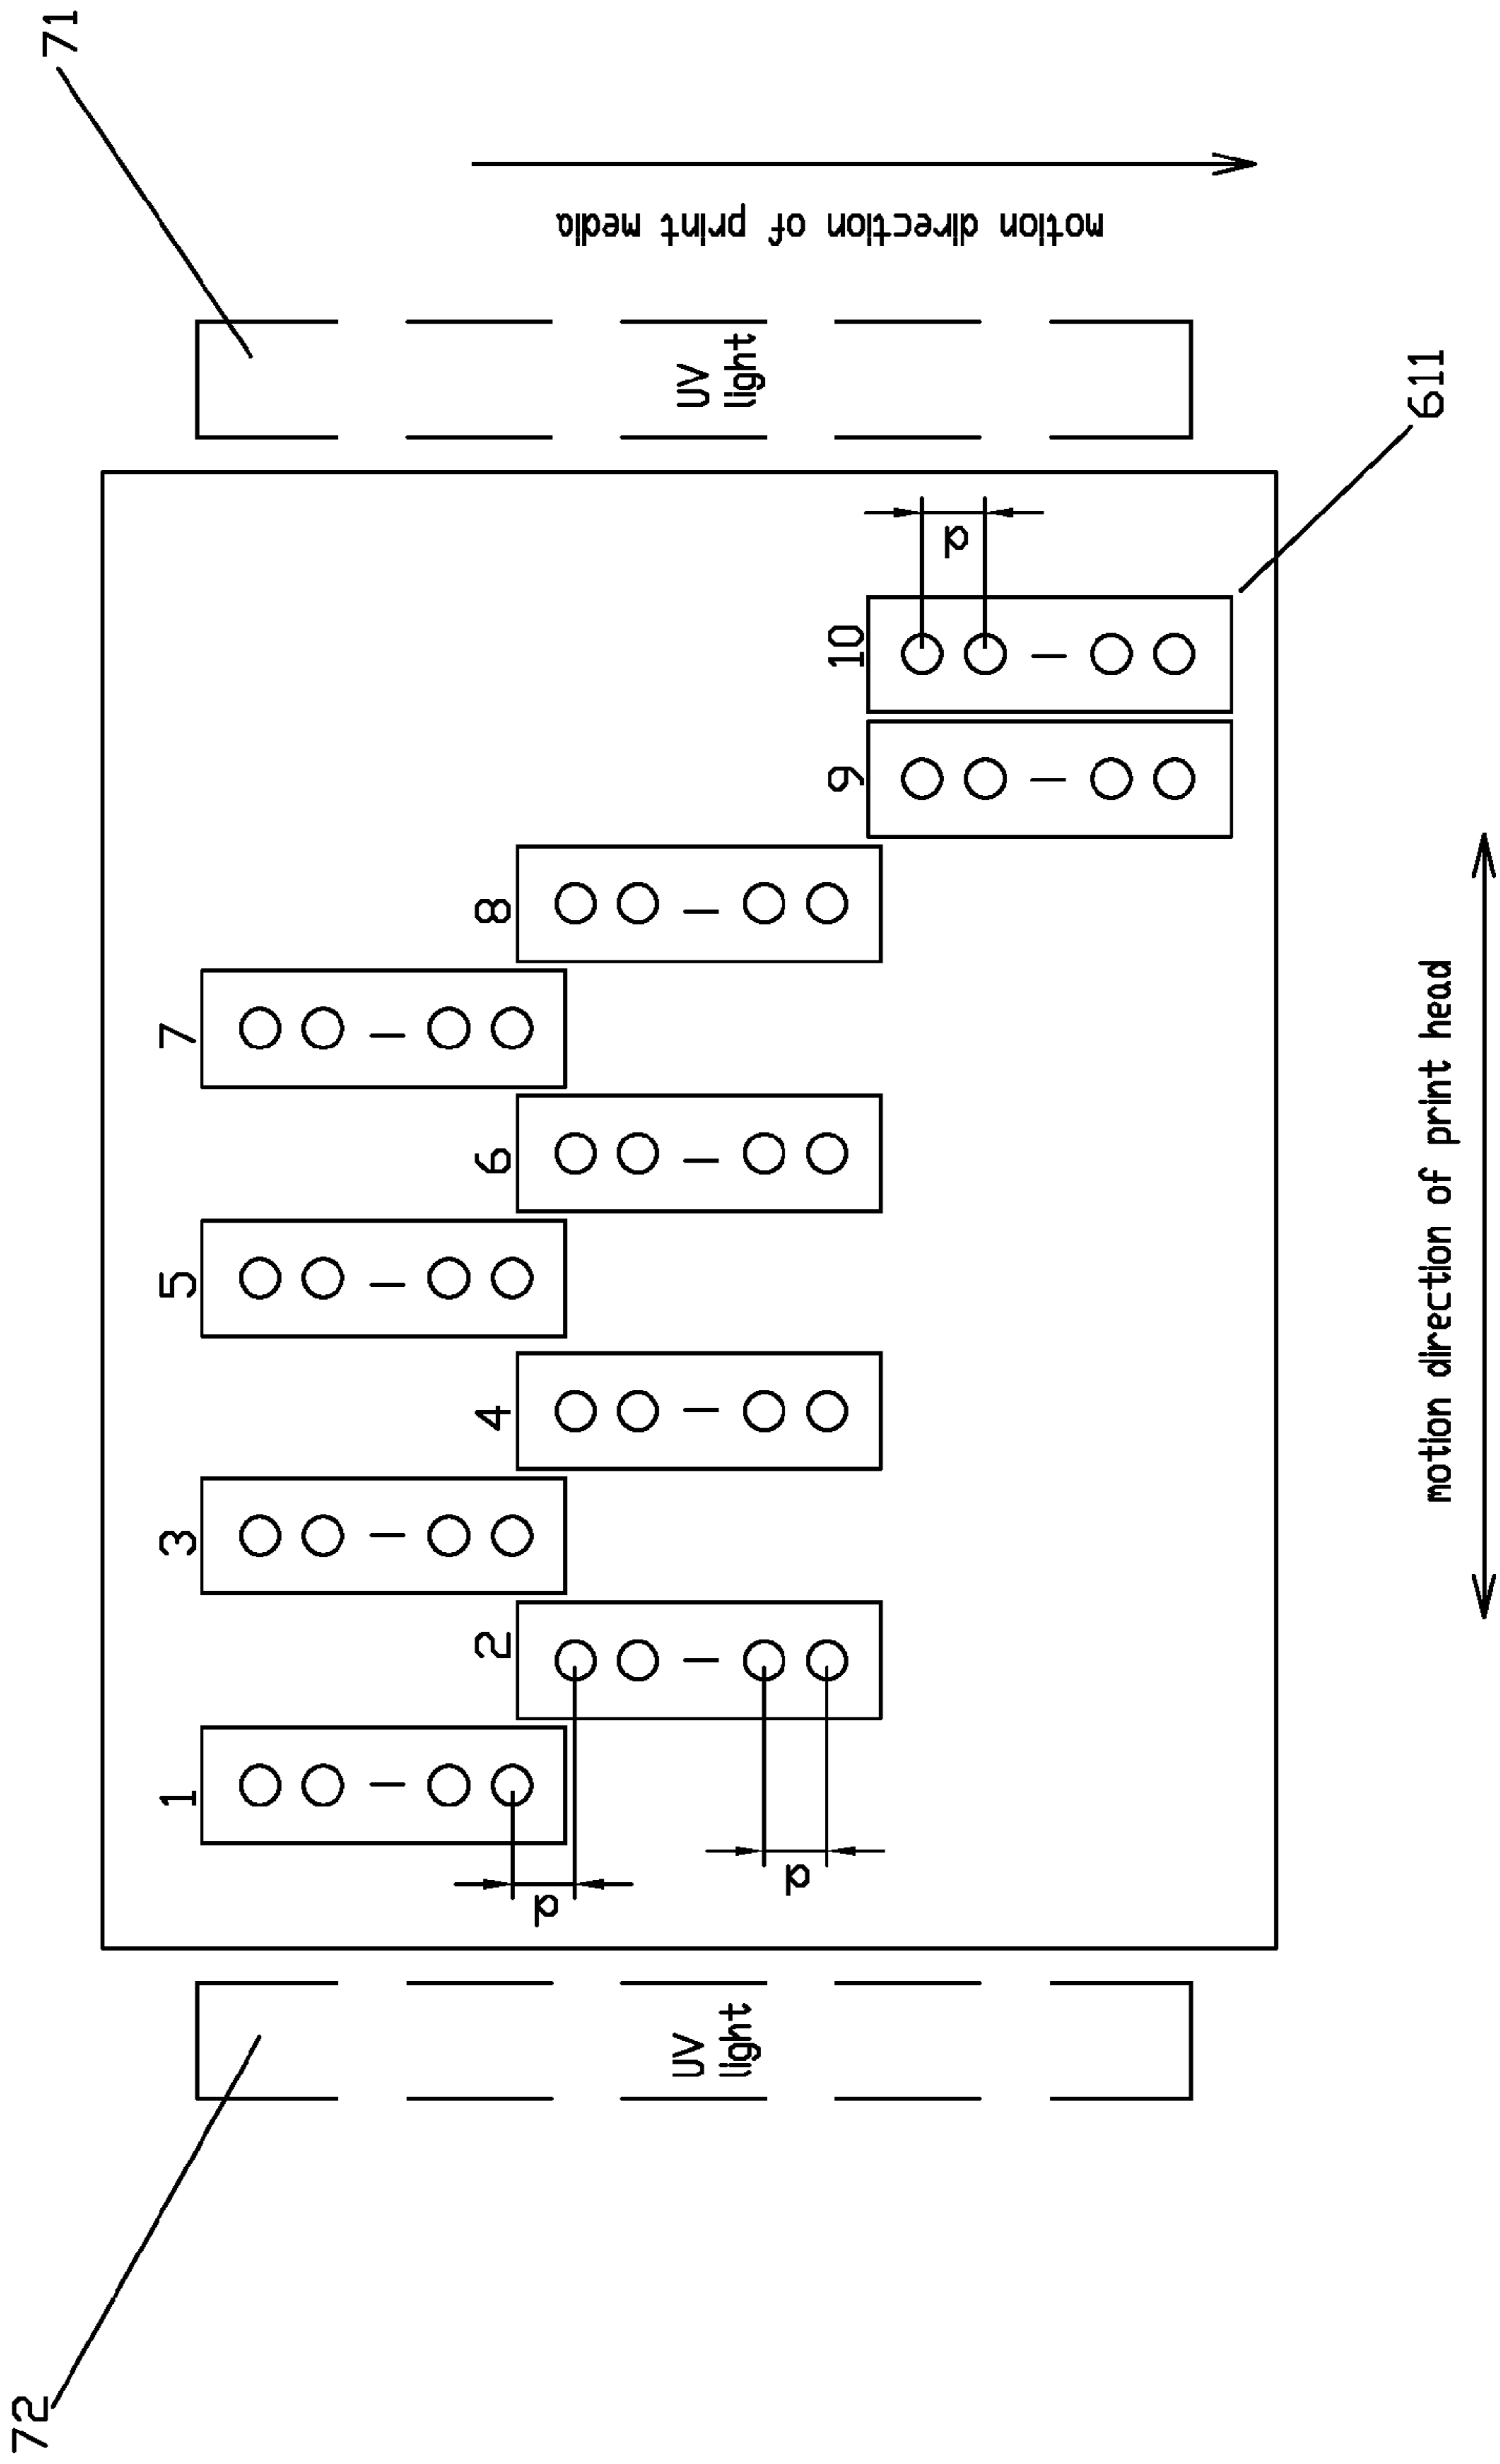 72
71
1
3
5
7
2
4
6
8
d
d
UV
light
UV
light
9
10
d
motion direction of print media
611
motion direction of print head